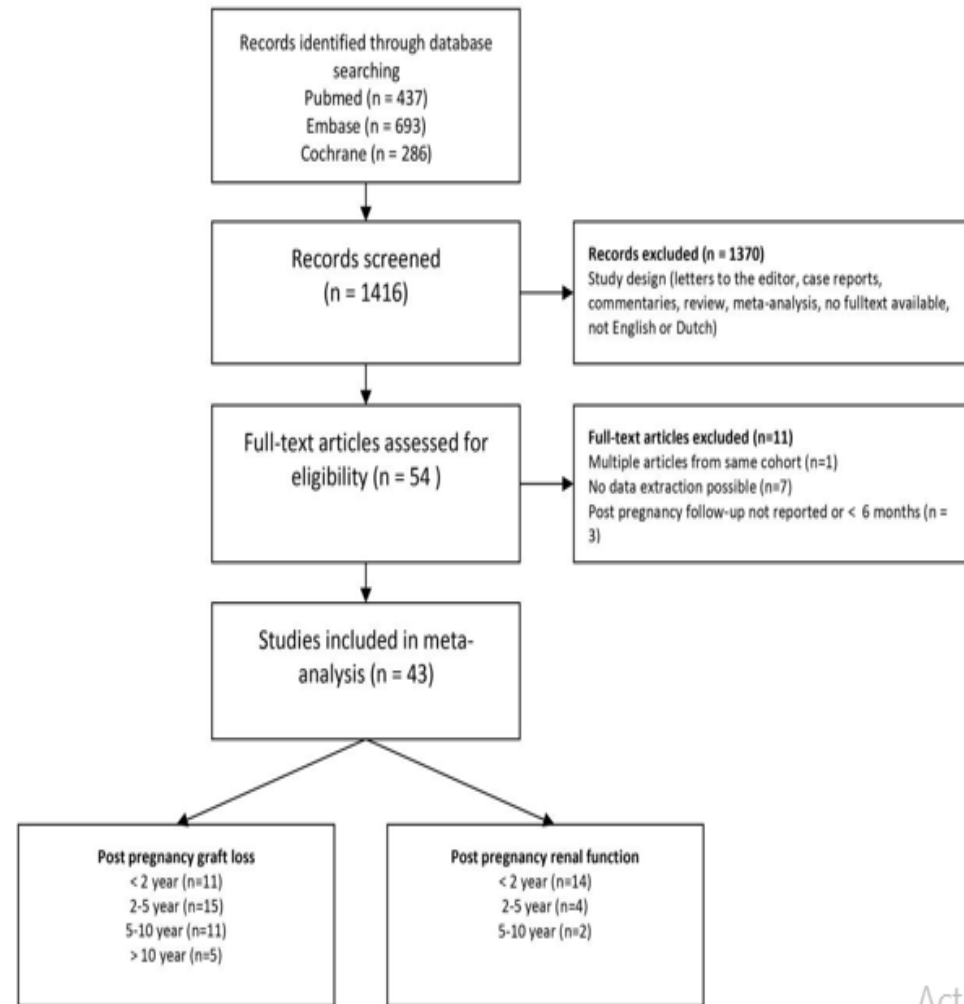 Records identified through database
searching
Pubmed (n = 437)
Embase (n = 693)
Cochrane (n = 286)
Records screened
(n = 1416)
Records excluded (n = 1370)
Study design (letters to the editor, case reports,
commentaries, review, meta-analysis, no fulltext available,
not English or Dutch)
Full-text articles assessed for
eligibility (n = 54 )
Full-text articles excluded (n=11)
Multiple articles from same cohort (n=1)
No data extraction possible (n=7)
Post pregnancy follow-up not reported or < 6 months (n =
3)
Studies included in meta-
analysis (n = 43)
Post pregnancy graft loss
< 2 year (n=11)
2-5 year (n=15)
5-10 year (n=11)
> 10 year (n=5)
Post pregnancy renal function
< 2 year (n=14)
2-5 year (n=4)
5-10 year (n=2)